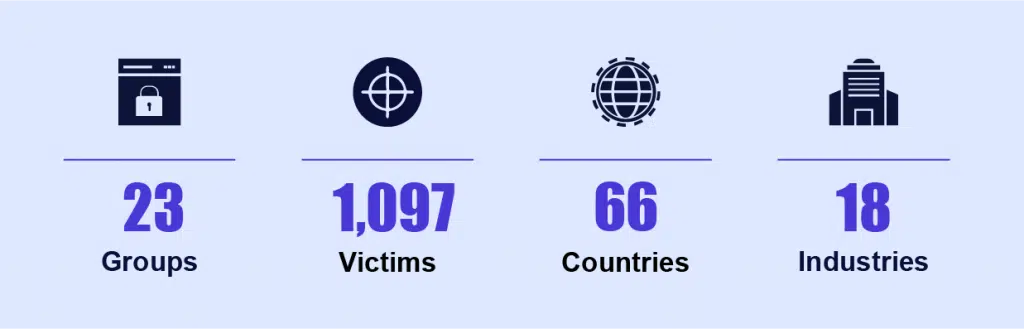 23
Groups
1,097
Victims
66
Countries
18
Industries